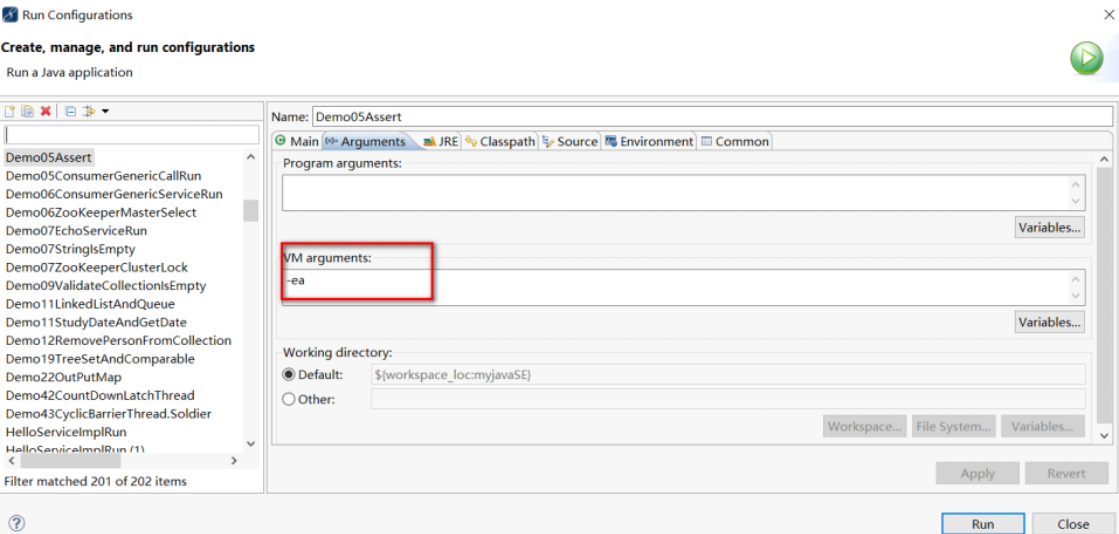 Run Configurations
Create, manage, and run configurations
Run a Java application
Name: Demo05Assert
Main (x)= Arguments JRE Classpath Source Environment Common
Demo05Assert
Demo05ConsumerGenericCallRun
Demo06ConsumerGenericServiceRun
Demo06ZooKeeperMasterSelect
Demo07EchoServiceRun
Demo07StringIsEmpty
Demo07ZooKeeperClusterLock
Demo09ValidateCollectionIsEmpty
Demo11LinkedListAndQueue
Demo11StudyDateAndGetDate
Demo12RemovePersonFromCollection
Demo19TreeSetAndComparable
Demo22OutPutMap
Demo42CountDownLatchThread
Demo43CyclicBarrierThread.Soldier
HelloServiceImplRun
HelloServiceImplRun (1)
Filter matched 201 of 202 items
Program arguments:
Variables...
VM arguments:
-ea
Variables...
Working directory:
Default: ${workspace_loc:myjavaSE}
Other:
Workspace... File System... Variables...
Apply Revert
Run Close